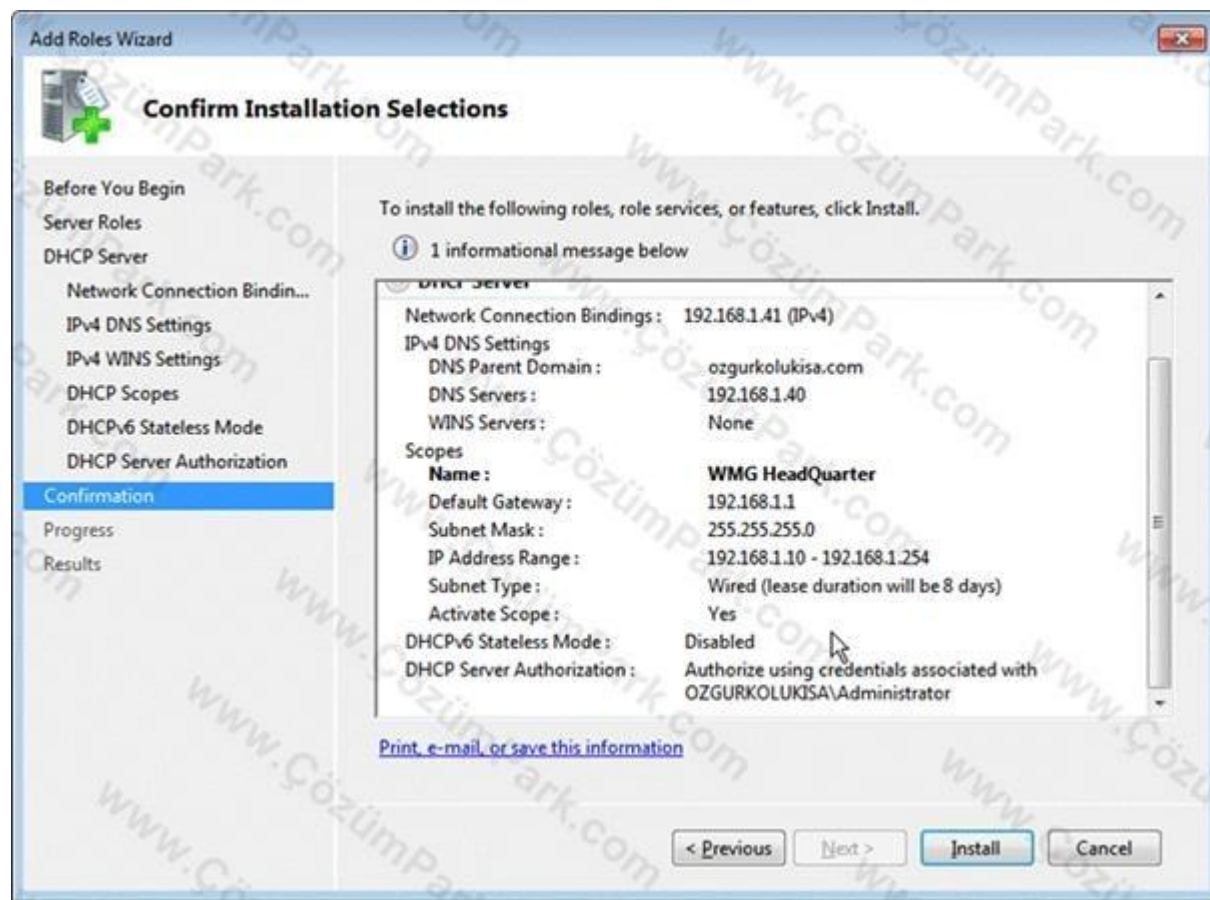 Add Roles Wizard
Confirm Installation Selections
Before You Begin
Server Roles
DHCP Server
Network Connection Bindin...
IPv4 DNS Settings
IPv4 WINS Settings
DHCP Scopes
DHCPv6 Stateless Mode
DHCP Server Authorization
Confirmation
Progress
Results
To install the following roles, role services, or features, click Install.
1 informational message below
DHCP Server
Network Connection Bindings : 192.168.1.41 (IPv4)
IPv4 DNS Settings
DNS Parent Domain : ozgurkolukisa.com
DNS Servers : 192.168.1.40
WINS Servers : None
Scopes
Name : WMG HeadQuarter
Default Gateway : 192.168.1.1
Subnet Mask : 255.255.255.0
IP Address Range : 192.168.1.10 - 192.168.1.254
Subnet Type : Wired (lease duration will be 8 days)
Activate Scope : Yes
DHCPv6 Stateless Mode : Disabled
DHCP Server Authorization : Authorize using credentials associated with
OZGURKOLUKISA\Administrator
Print, e-mail, or save this information
< Previous
Next >
Install
Cancel
www.ÇözümPark.com